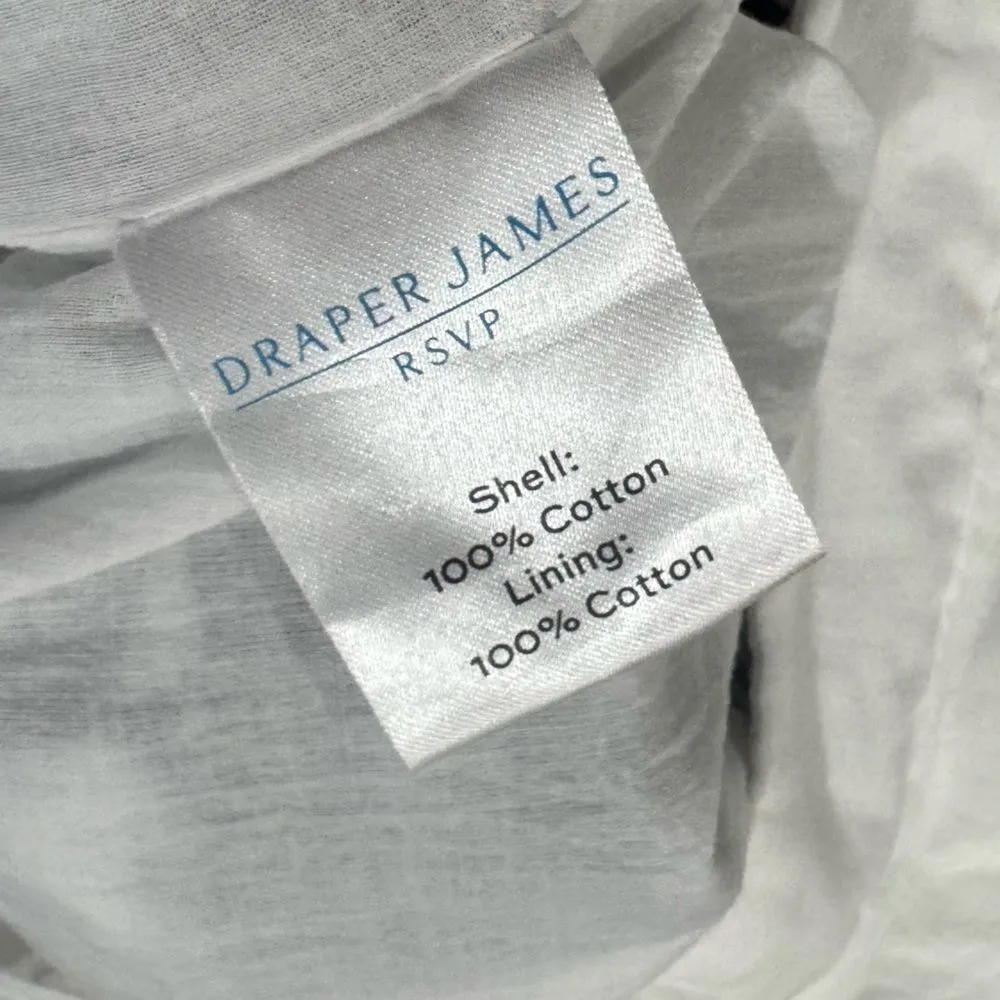 DRAPER JAMES
RSVP
Shell:
100% Cotton
Lining:
100% Cotton